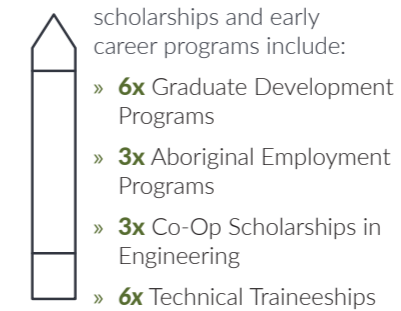 scholarships and early
career programs include:
» 6x Graduate Development
Programs
» 3x Aboriginal Employment
Programs
» 3x Co-Op Scholarships in
Engineering
» 6x Technical Traineeships